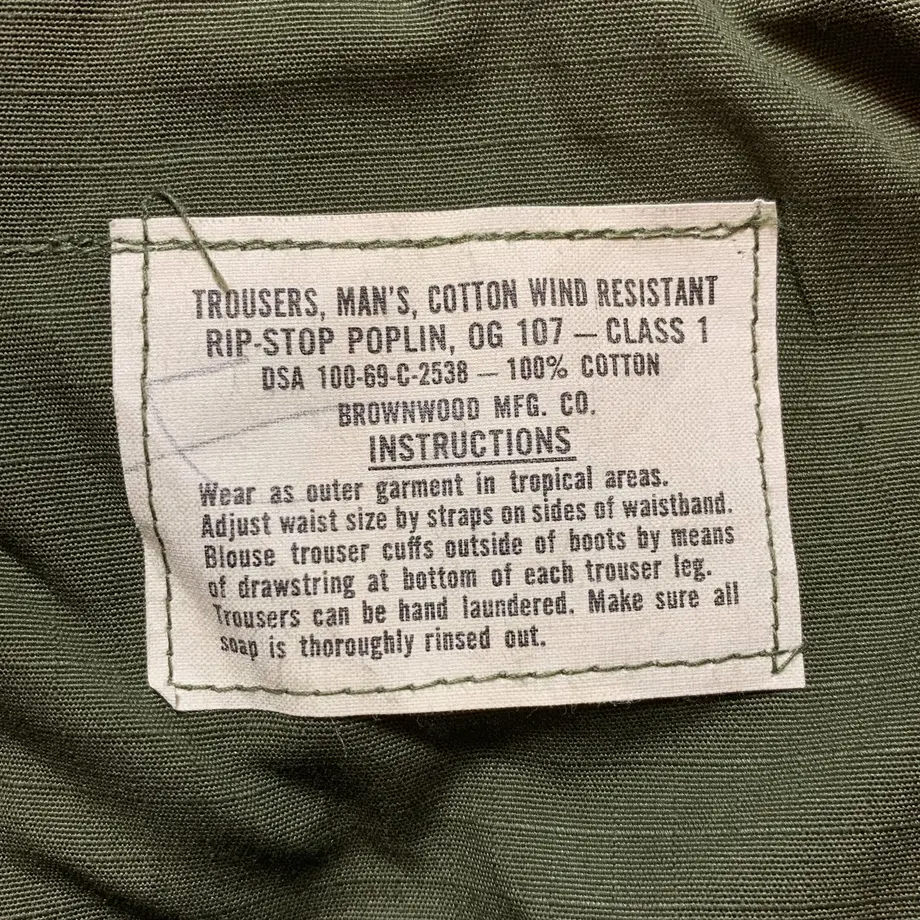 TROUSERS, MAN'S, COTTON WIND RESISTANT
RIP-STOP POPLIN, OG 107 — CLASS 1
DSA 100-69-C-2538 — 100% COTTON
BROWNWOOD MFG. CO.
INSTRUCTIONS
Wear as outer garment in tropical areas.
Adjust waist size by straps on sides of waistband.
Blouse trouser cuffs outside of boots by means
of drawstring at bottom of each trouser leg.
Trousers can be hand laundered. Make sure all
soap is thoroughly rinsed out.